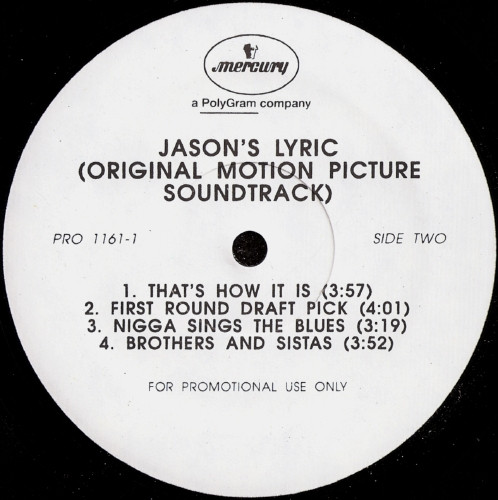 mercury
a PolyGram company
JASON'S LYRIC
(ORIGINAL MOTION PICTURE
SOUNDTRACK)
PRO 1161-1 SIDE TWO
1. THAT'S HOW IT IS (3:57)
2. FIRST ROUND DRAFT PICK (4:01)
3. NIGGA SINGS THE BLUES (3:19)
4. BROTHERS AND SISTAS (3:52)
FOR PROMOTIONAL USE ONLY